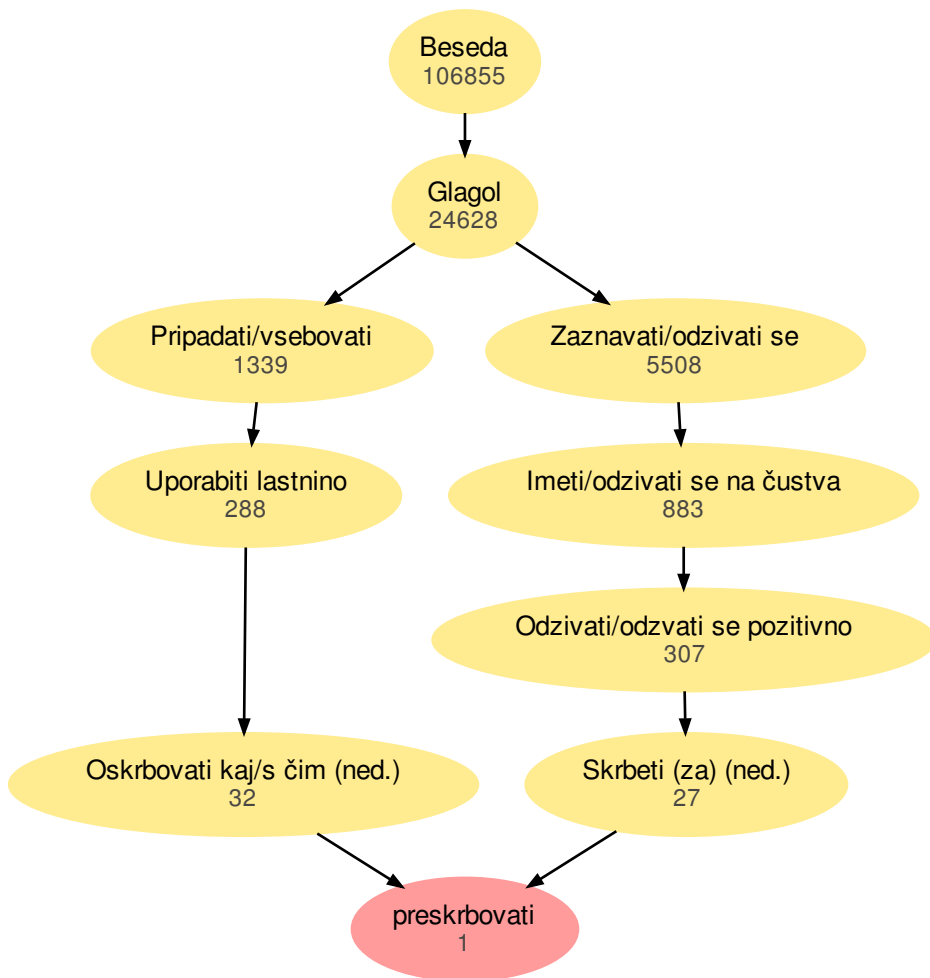 Beseda
106855
Glagol
24628
Pripadati/vsebovati
1339
Zaznavati/odzivati se
5508
Uporabiti lastnino
288
Imeti/odzivati se na čustva
883
Odzivati/odzvati se pozitivno
307
Oskrbovati kaj/s čim (ned.)
32
Skrbeti (za) (ned.)
27
preskrbovati
1